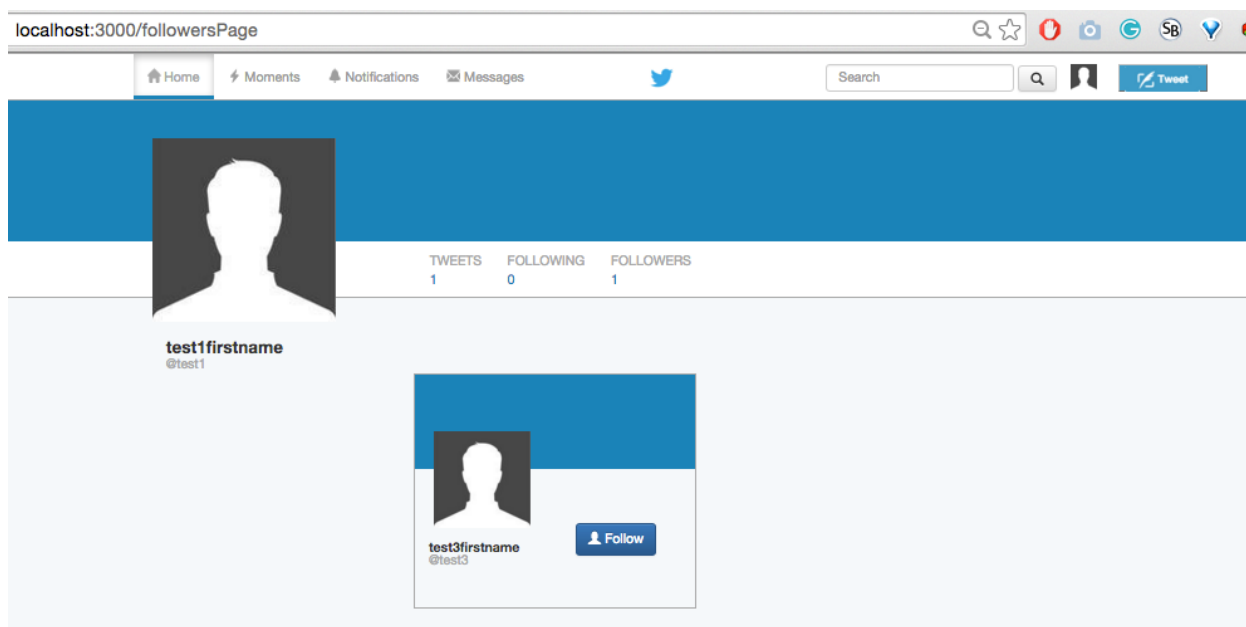 localhost:3000/followersPage
SB
Home Moments Notifications Messages Search Tweet
TWEETS FOLLOWING FOLLOWERS
1 0 1
test1firstname
@test1
Follow
test3firstname
@test3